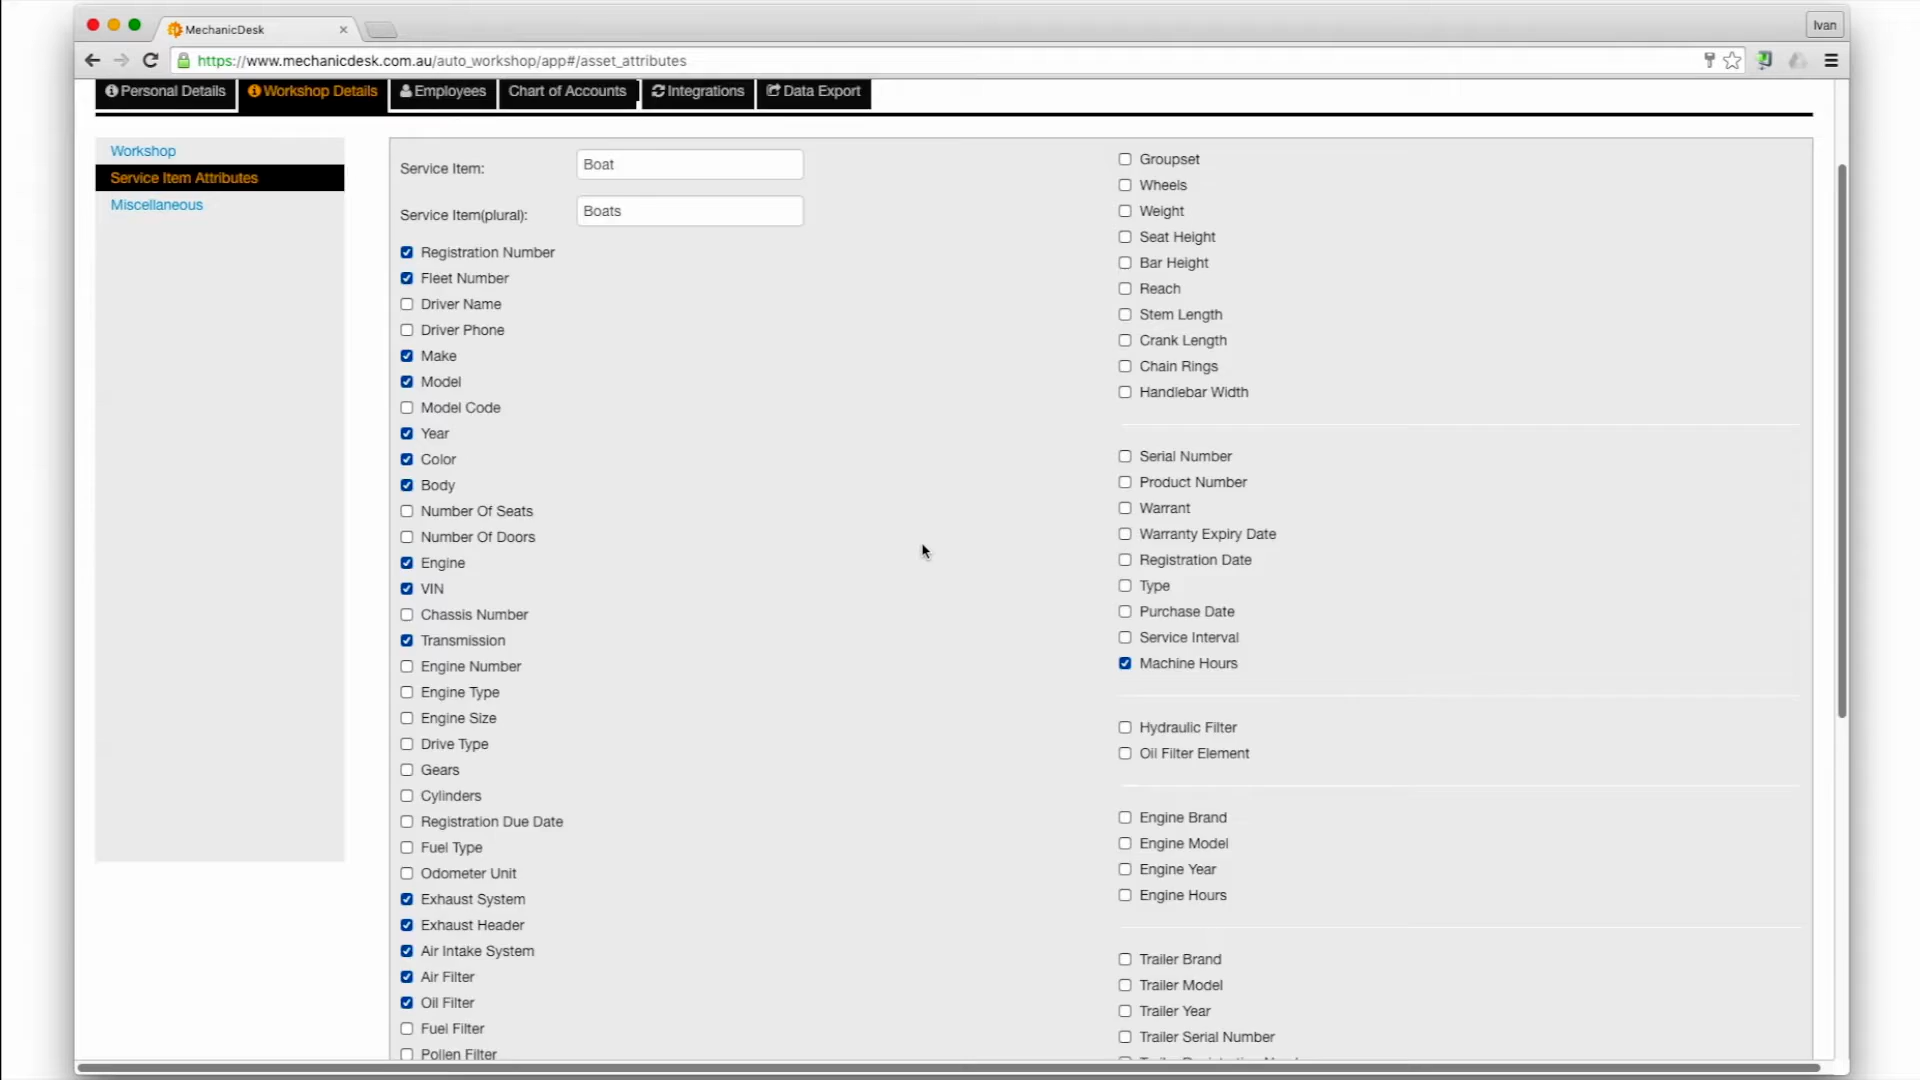 MechanicDesk
Ivan
https://www.mechanicdesk.com.au/auto_workshop/app#/asset_attributes
Personal Details
Workshop Details
Employees
Chart of Accounts
Integrations
Data Export
Workshop
Service Item Attributes
Miscellaneous
Service Item:
Boat
Service Item(plural):
Boats
Registration Number
Fleet Number
Driver Name
Driver Phone
Make
Model
Model Code
Year
Color
Body
Number Of Seats
Number Of Doors
Engine
VIN
Chassis Number
Transmission
Engine Number
Engine Type
Engine Size
Drive Type
Gears
Cylinders
Registration Due Date
Fuel Type
Odometer Unit
Exhaust System
Exhaust Header
Air Intake System
Air Filter
Oil Filter
Fuel Filter
Pollen Filter
Groupset
Wheels
Weight
Seat Height
Bar Height
Reach
Stem Length
Crank Length
Chain Rings
Handlebar Width
Serial Number
Product Number
Warrant
Warranty Expiry Date
Registration Date
Type
Purchase Date
Service Interval
Machine Hours
Hydraulic Filter
Oil Filter Element
Engine Brand
Engine Model
Engine Year
Engine Hours
Trailer Brand
Trailer Model
Trailer Year
Trailer Serial Number